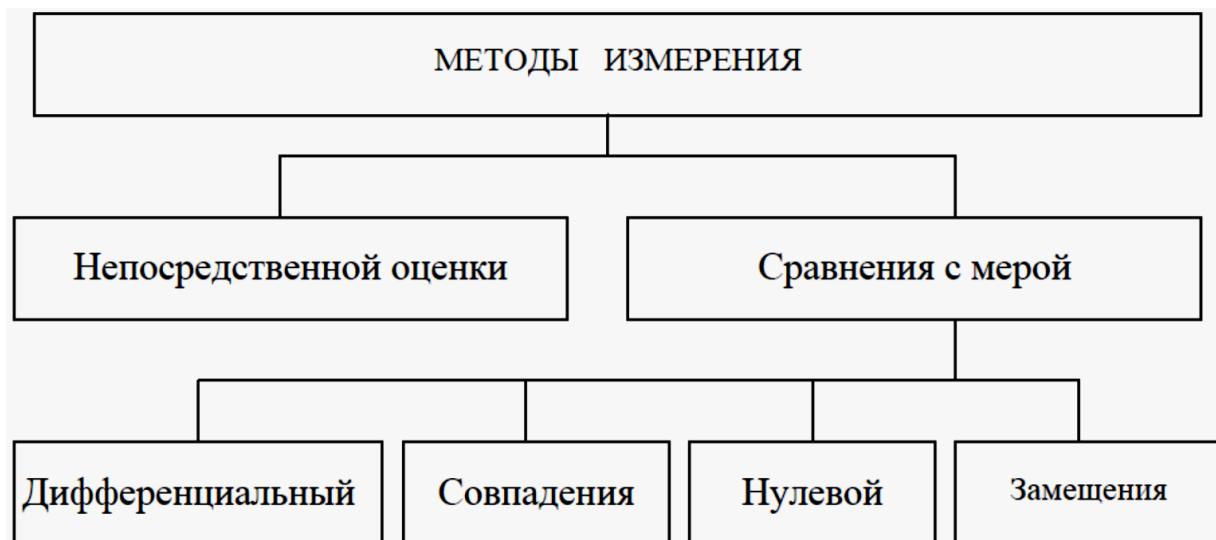 МЕТОДЫ ИЗМЕРЕНИЯ
Непосредственной оценки
Сравнения с мерой
Дифференциальный
Совпадения
Нулевой
Замещения